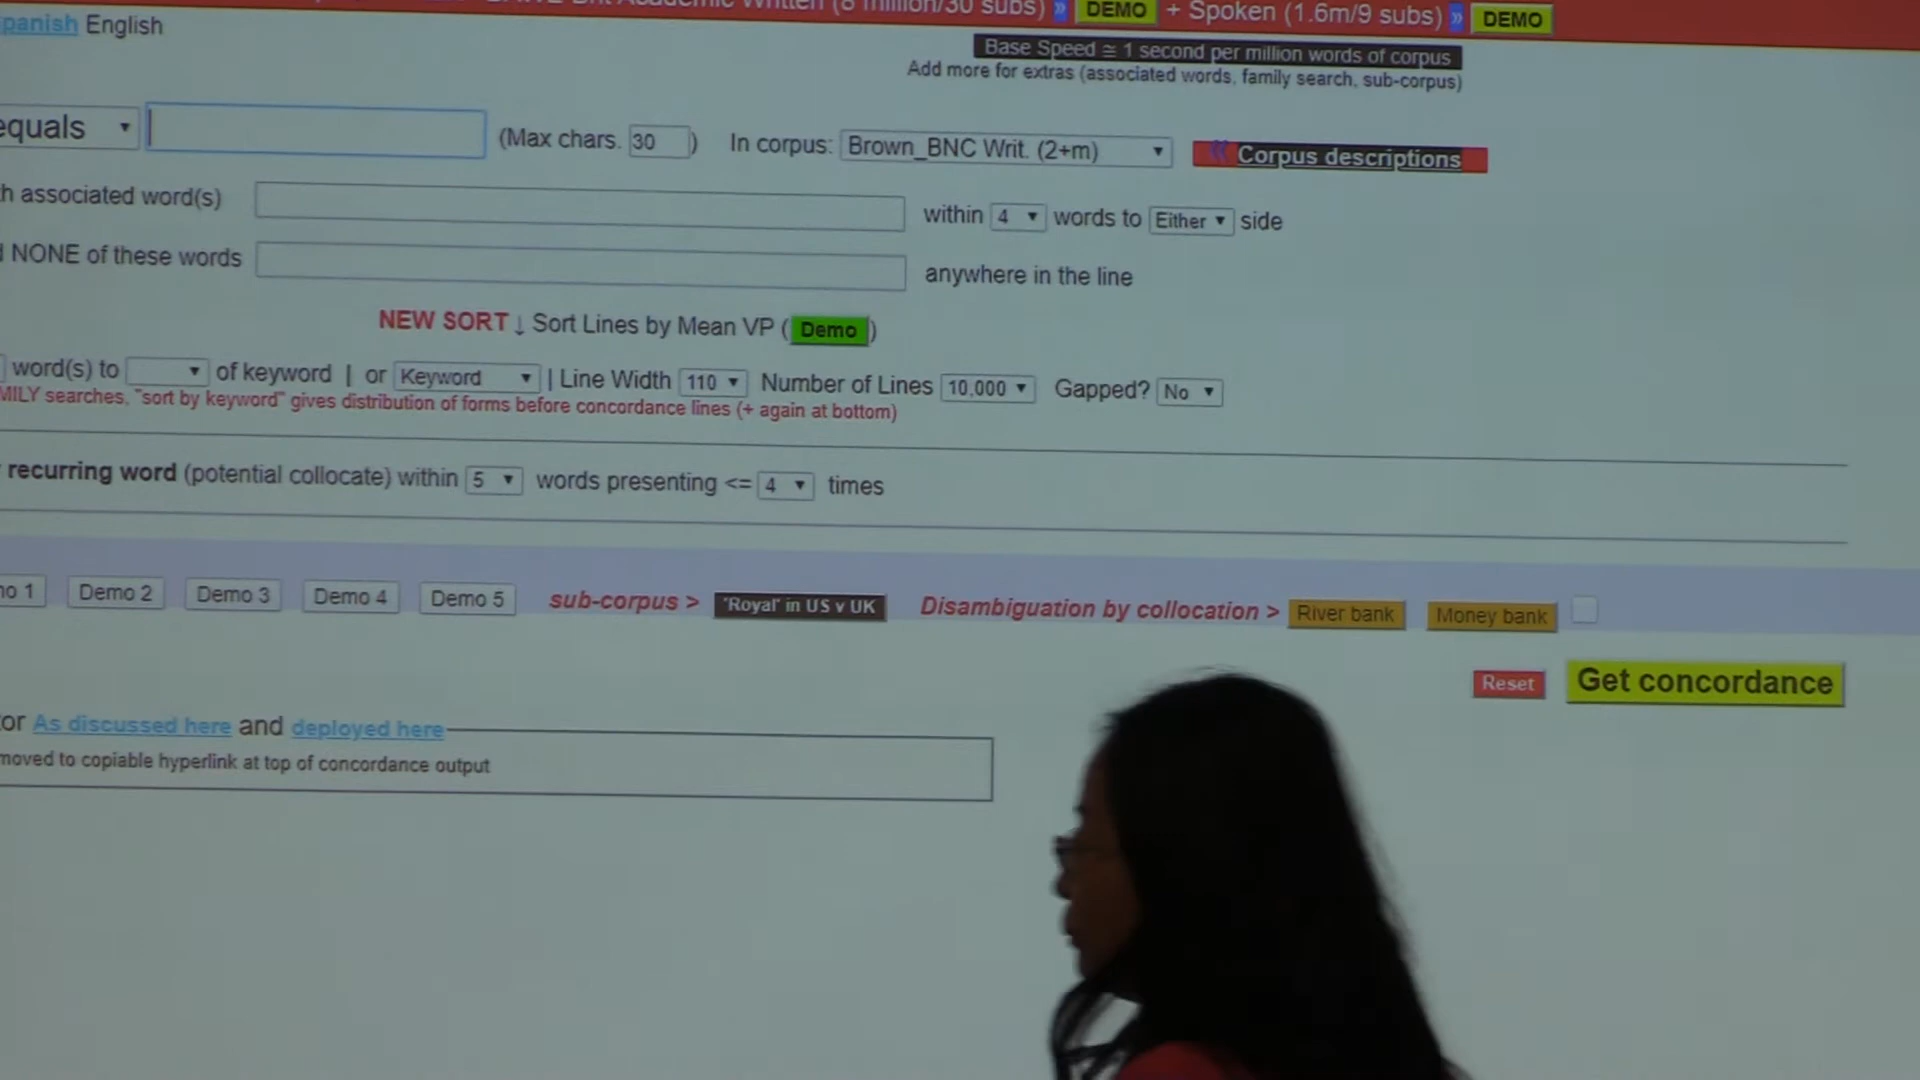 Written (8 million/30 subs) » DEMO + Spoken (1.6m/9 subs) » DEMO
English
Base Speed ≅ 1 second per million words of corpus
Add more for extras (associated words, family search, sub-corpus)
equals (Max chars. 30 ) In corpus: Brown_BNC Writ. (2+m) Corpus descriptions
associated word(s) within 4 words to Either side
NONE of these words anywhere in the line
NEW SORT ↓ Sort Lines by Mean VP ( Demo )
word(s) to of keyword | or Keyword | Line Width 110 Number of Lines 10,000 Gapped? No
searches, "sort by keyword" gives distribution of forms before concordance lines (+ again at bottom)
recurring word (potential collocate) within 5 words presenting <= 4 times
1 Demo 2 Demo 3 Demo 4 Demo 5 sub-corpus > 'Royal' in US v UK Disambiguation by collocation > River bank Money bank
Reset Get concordance
As discussed here and deployed here
moved to copiable hyperlink at top of concordance output